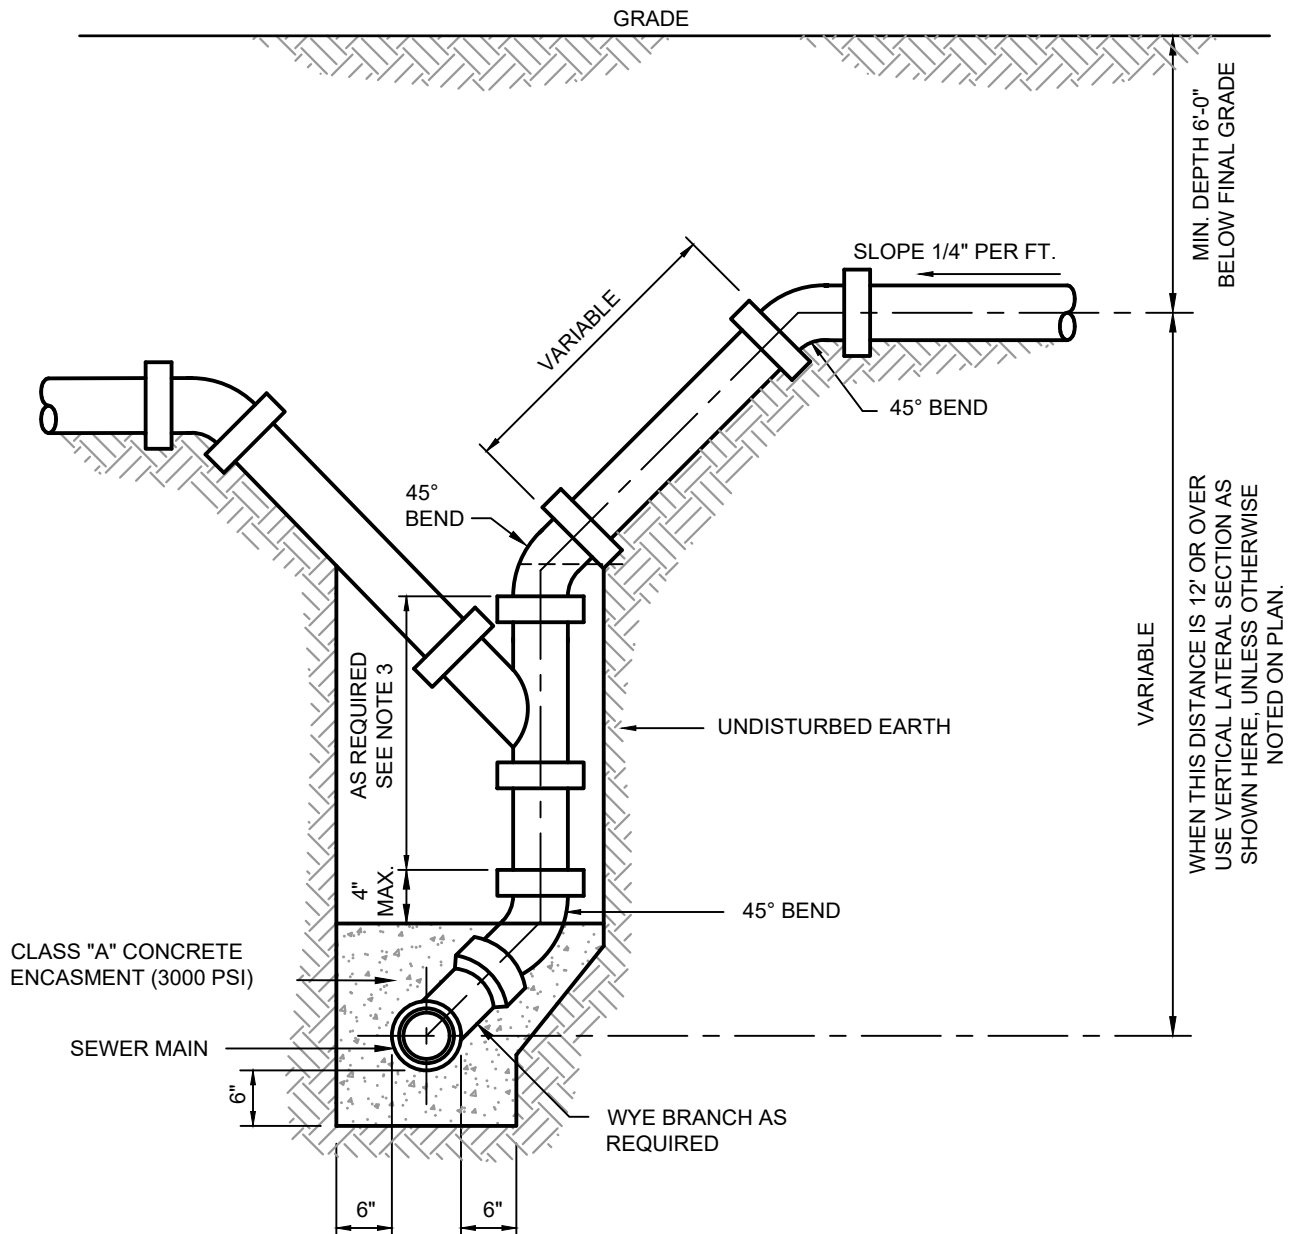 GRADE
MIN. DEPTH 6'-0"
BELOW FINAL GRADE
SLOPE 1/4" PER FT.
VARIABLE
45° BEND
45°
BEND
AS REQUIRED
SEE NOTE 3
UNDISTURBED EARTH
VARIABLE
WHEN THIS DISTANCE IS 12' OR OVER
USE VERTICAL LATERAL SECTION AS
SHOWN HERE, UNLESS OTHERWISE
NOTED ON PLAN.
4"
MAX.
45° BEND
CLASS "A" CONCRETE
ENCASMENT (3000 PSI)
SEWER MAIN
6"
WYE BRANCH AS
REQUIRED
6"
6"